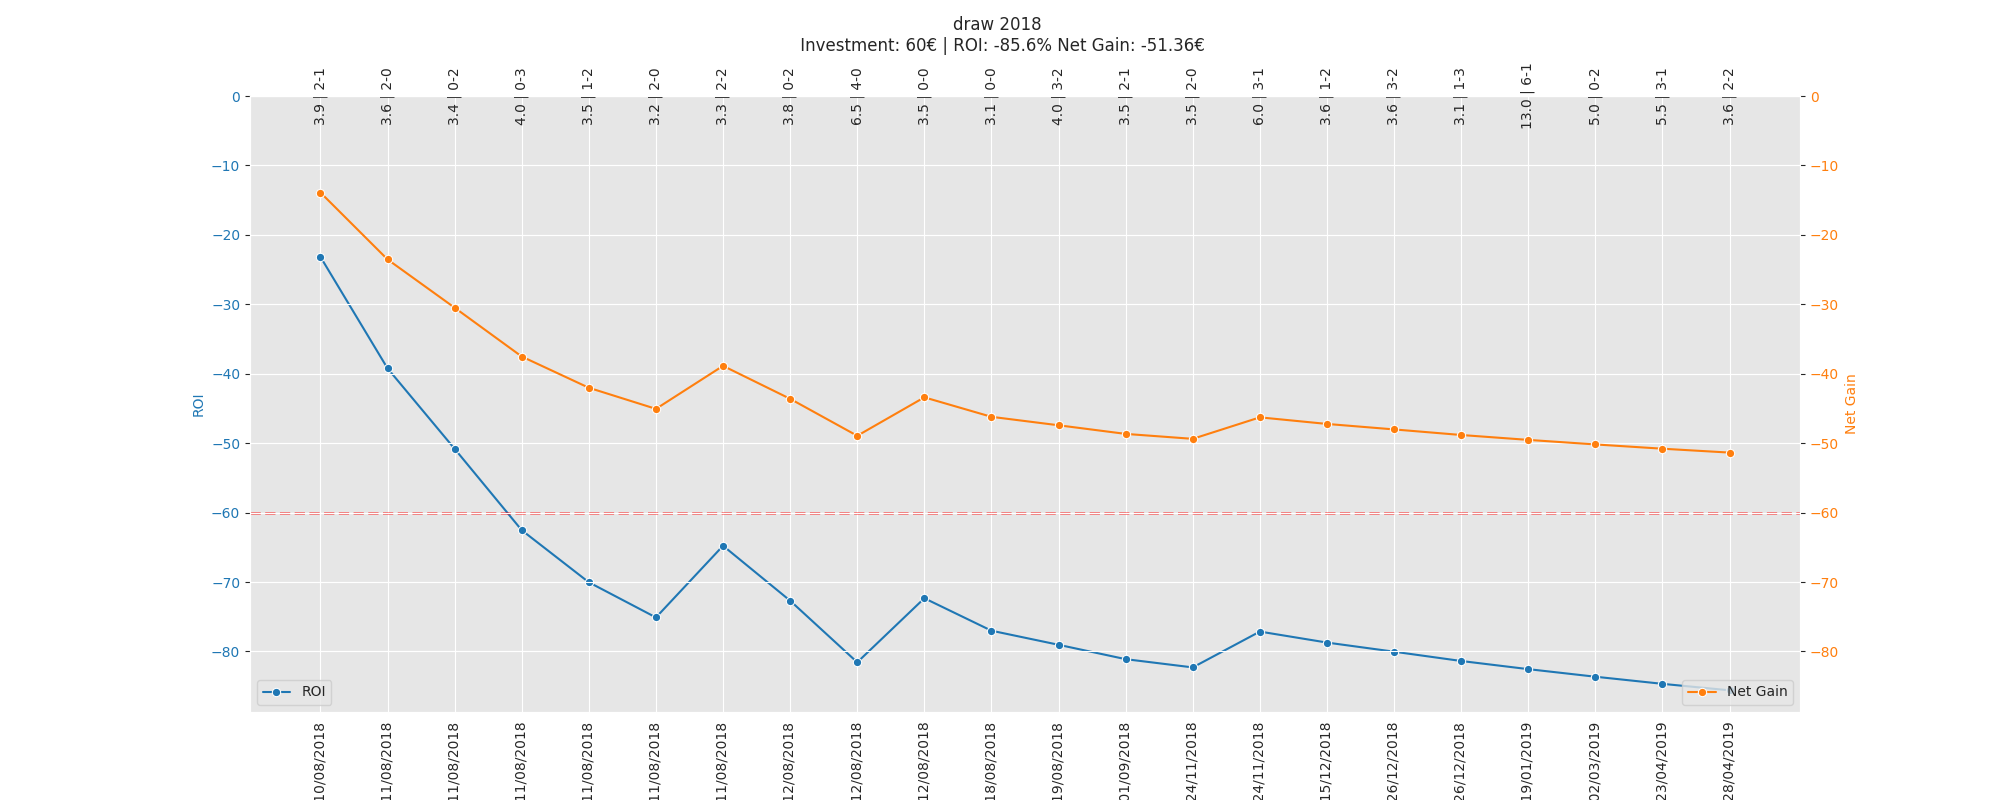 draw 2018
Investment: 60€ | ROI: -85.6% Net Gain: -51.36€
3.9 | 2-1
3.6 | 2-0
3.4 | 0-2
4.0 | 0-3
3.5 | 1-2
3.2 | 2-0
3.3 | 2-2
3.8 | 0-2
6.5 | 4-0
3.5 | 0-0
3.1 | 0-0
4.0 | 3-2
3.5 | 2-1
3.5 | 2-0
6.0 | 3-1
3.6 | 1-2
3.6 | 3-2
3.1 | 1-3
13.0 | 6-1
5.0 | 0-2
5.5 | 3-1
3.6 | 2-2
0
−10
−20
−30
−40
−50
−60
−70
−80
ROI
0
−10
−20
−30
−40
−50
−60
−70
−80
Net Gain
ROI
Net Gain
10/08/2018
11/08/2018
11/08/2018
11/08/2018
11/08/2018
11/08/2018
11/08/2018
12/08/2018
12/08/2018
12/08/2018
18/08/2018
19/08/2018
01/09/2018
24/11/2018
24/11/2018
15/12/2018
26/12/2018
26/12/2018
19/01/2019
02/03/2019
23/04/2019
28/04/2019